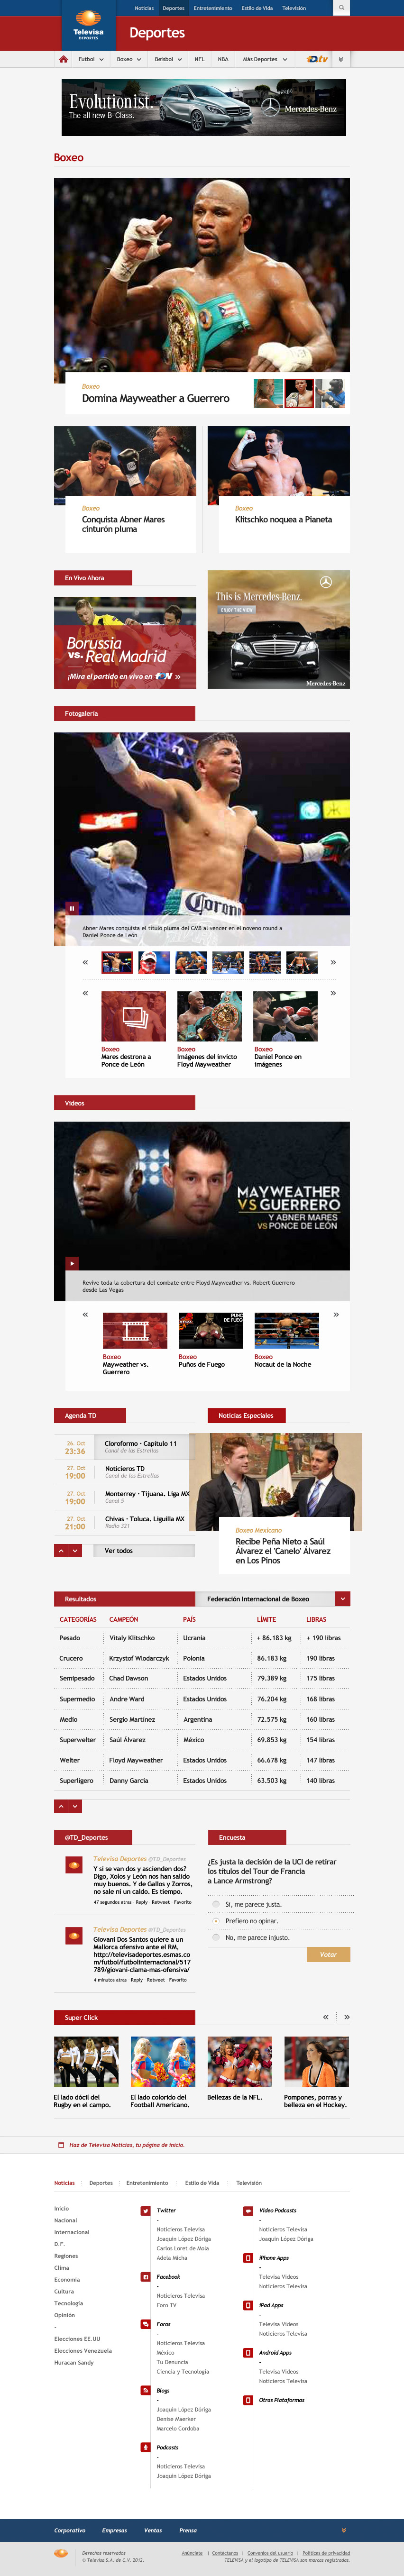 Noticias Deportes Entretenimiento Estilo de Vida Televisión
Televisa
DEPORTES
Deportes
Futbol Boxeo Beisbol NFL NBA Más Deportes TDtv
Evolutionist.
The all new B-Class.
Mercedes-Benz
Boxeo
Boxeo
Domina Mayweather a Guerrero
Boxeo
Conquista Abner Mares
cinturón pluma
Boxeo
Klitschko noquea a Pianeta
En Vivo Ahora
Borussia
vs. Real Madrid
¡Mira el partido en vivo en
This is Mercedes-Benz.
ENJOY THE VIEW
Mercedes-Benz
Fotogalería
Corona
Abner Mares conquista el título pluma del CMB al vencer en el noveno round a
Daniel Ponce de León
Boxeo
Mares destrona a
Ponce de León
Boxeo
Imágenes del invicto
Floyd Mayweather
Boxeo
Daniel Ponce en
imágenes
Videos
MAYWEATHER
VS GUERRERO
Y ABNER MARES
VS PONCE DE LEÓN
Revive toda la cobertura del combate entre Floyd Mayweather vs. Robert Guerrero
desde Las Vegas
Boxeo
Mayweather vs.
Guerrero
PUÑOS
DE FUEGO
Boxeo
Puños de Fuego
Boxeo
Nocaut de la Noche
Agenda TD
26. Oct
23:36
Cloroformo · Capítulo 11
Canal de las Estrellas
27. Oct
19:00
Noticieros TD
Canal de las Estrellas
27. Oct
19:00
Monterrey · Tijuana. Liga MX
Canal 5
27. Oct
21:00
Chivas · Toluca. Liguilla MX
Radio 321
Ver todos
Noticias Especiales
Boxeo Mexicano
Recibe Peña Nieto a Saúl
Álvarez el 'Canelo' Álvarez
en Los Pinos
Resultados
Federación Internacional de Boxeo
CATEGORÍAS CAMPEÓN PAÍS LÍMITE LIBRAS
Pesado Vitaly Klitschko Ucrania + 86.183 kg + 190 libras
Crucero Krzystof Wlodarczyk Polonia 86.183 kg 190 libras
Semipesado Chad Dawson Estados Unidos 79.389 kg 175 libras
Supermedio Andre Ward Estados Unidos 76.204 kg 168 libras
Medio Sergio Martínez Argentina 72.575 kg 160 libras
Superwelter Saúl Álvarez México 69.853 kg 154 libras
Welter Floyd Mayweather Estados Unidos 66.678 kg 147 libras
Superligero Danny García Estados Unidos 63.503 kg 140 libras
@TD_Deportes
Televisa Deportes @TD_Deportes
Y si se van dos y ascienden dos?
Digo, Xolos y León nos han salido
muy buenos. Y de Gallos y Zorros,
no sale ni un caldo. Es tiempo.
47 segundos atras · Reply · Retweet · Favorito
Televisa Deportes @TD_Deportes
Giovani Dos Santos quiere a un
Mallorca ofensivo ante el RM,
http://televisadeportes.esmas.co
m/futbol/futbolinternacional/517
789/giovani-clama-mas-ofensiva/
4 minutos atras · Reply · Retweet · Favorito
Encuesta
¿Es justa la decisión de la UCI de retirar
los títulos del Tour de Francia
a Lance Armstrong?
Si, me parece justa.
Prefiero no opinar.
No, me parece injusto.
Votar
Super Click
El lado dócil del
Rugby en el campo.
El lado colorido del
Football Americano.
Bellezas de la NFL.
Pompones, porras y
belleza en el Hockey.
Haz de Televisa Noticias, tu página de inicio.
Noticias Deportes Entretenimiento Estilo de Vida Televisión
Inicio
Nacional
Internacional
D.F.
Regiones
Clima
Economía
Cultura
Tecnología
Opinión
-
Elecciones EE.UU
Elecciones Venezuela
Huracan Sandy
Twitter
-
Noticieros Televisa
Joaquín López Dóriga
Carlos Loret de Mola
Adela Micha
Facebook
-
Noticieros Televisa
Foro TV
Foros
-
Noticieros Televisa
México
Tu Denuncia
Ciencia y Tecnología
Blogs
-
Joaquín López Dóriga
Denise Maerker
Marcelo Cordoba
Podcasts
-
Noticieros Televisa
Joaquín López Dóriga
Video Podcasts
-
Noticieros Televisa
Joaquín López Dóriga
iPhone Apps
-
Televisa Videos
Noticieros Televisa
iPad Apps
-
Televisa Videos
Noticieros Televisa
Android Apps
-
Televisa Videos
Noticieros Televisa
Otras Plataformas
Corporativo Empresas Ventas Prensa
Derechos reservados
© Televisa S.A. de C.V. 2012.
Anúnciate | Contáctanos | Convenios del usuario | Políticas de privacidad
TELEVISA y el logotipo de TELEVISA son marcas registradas.